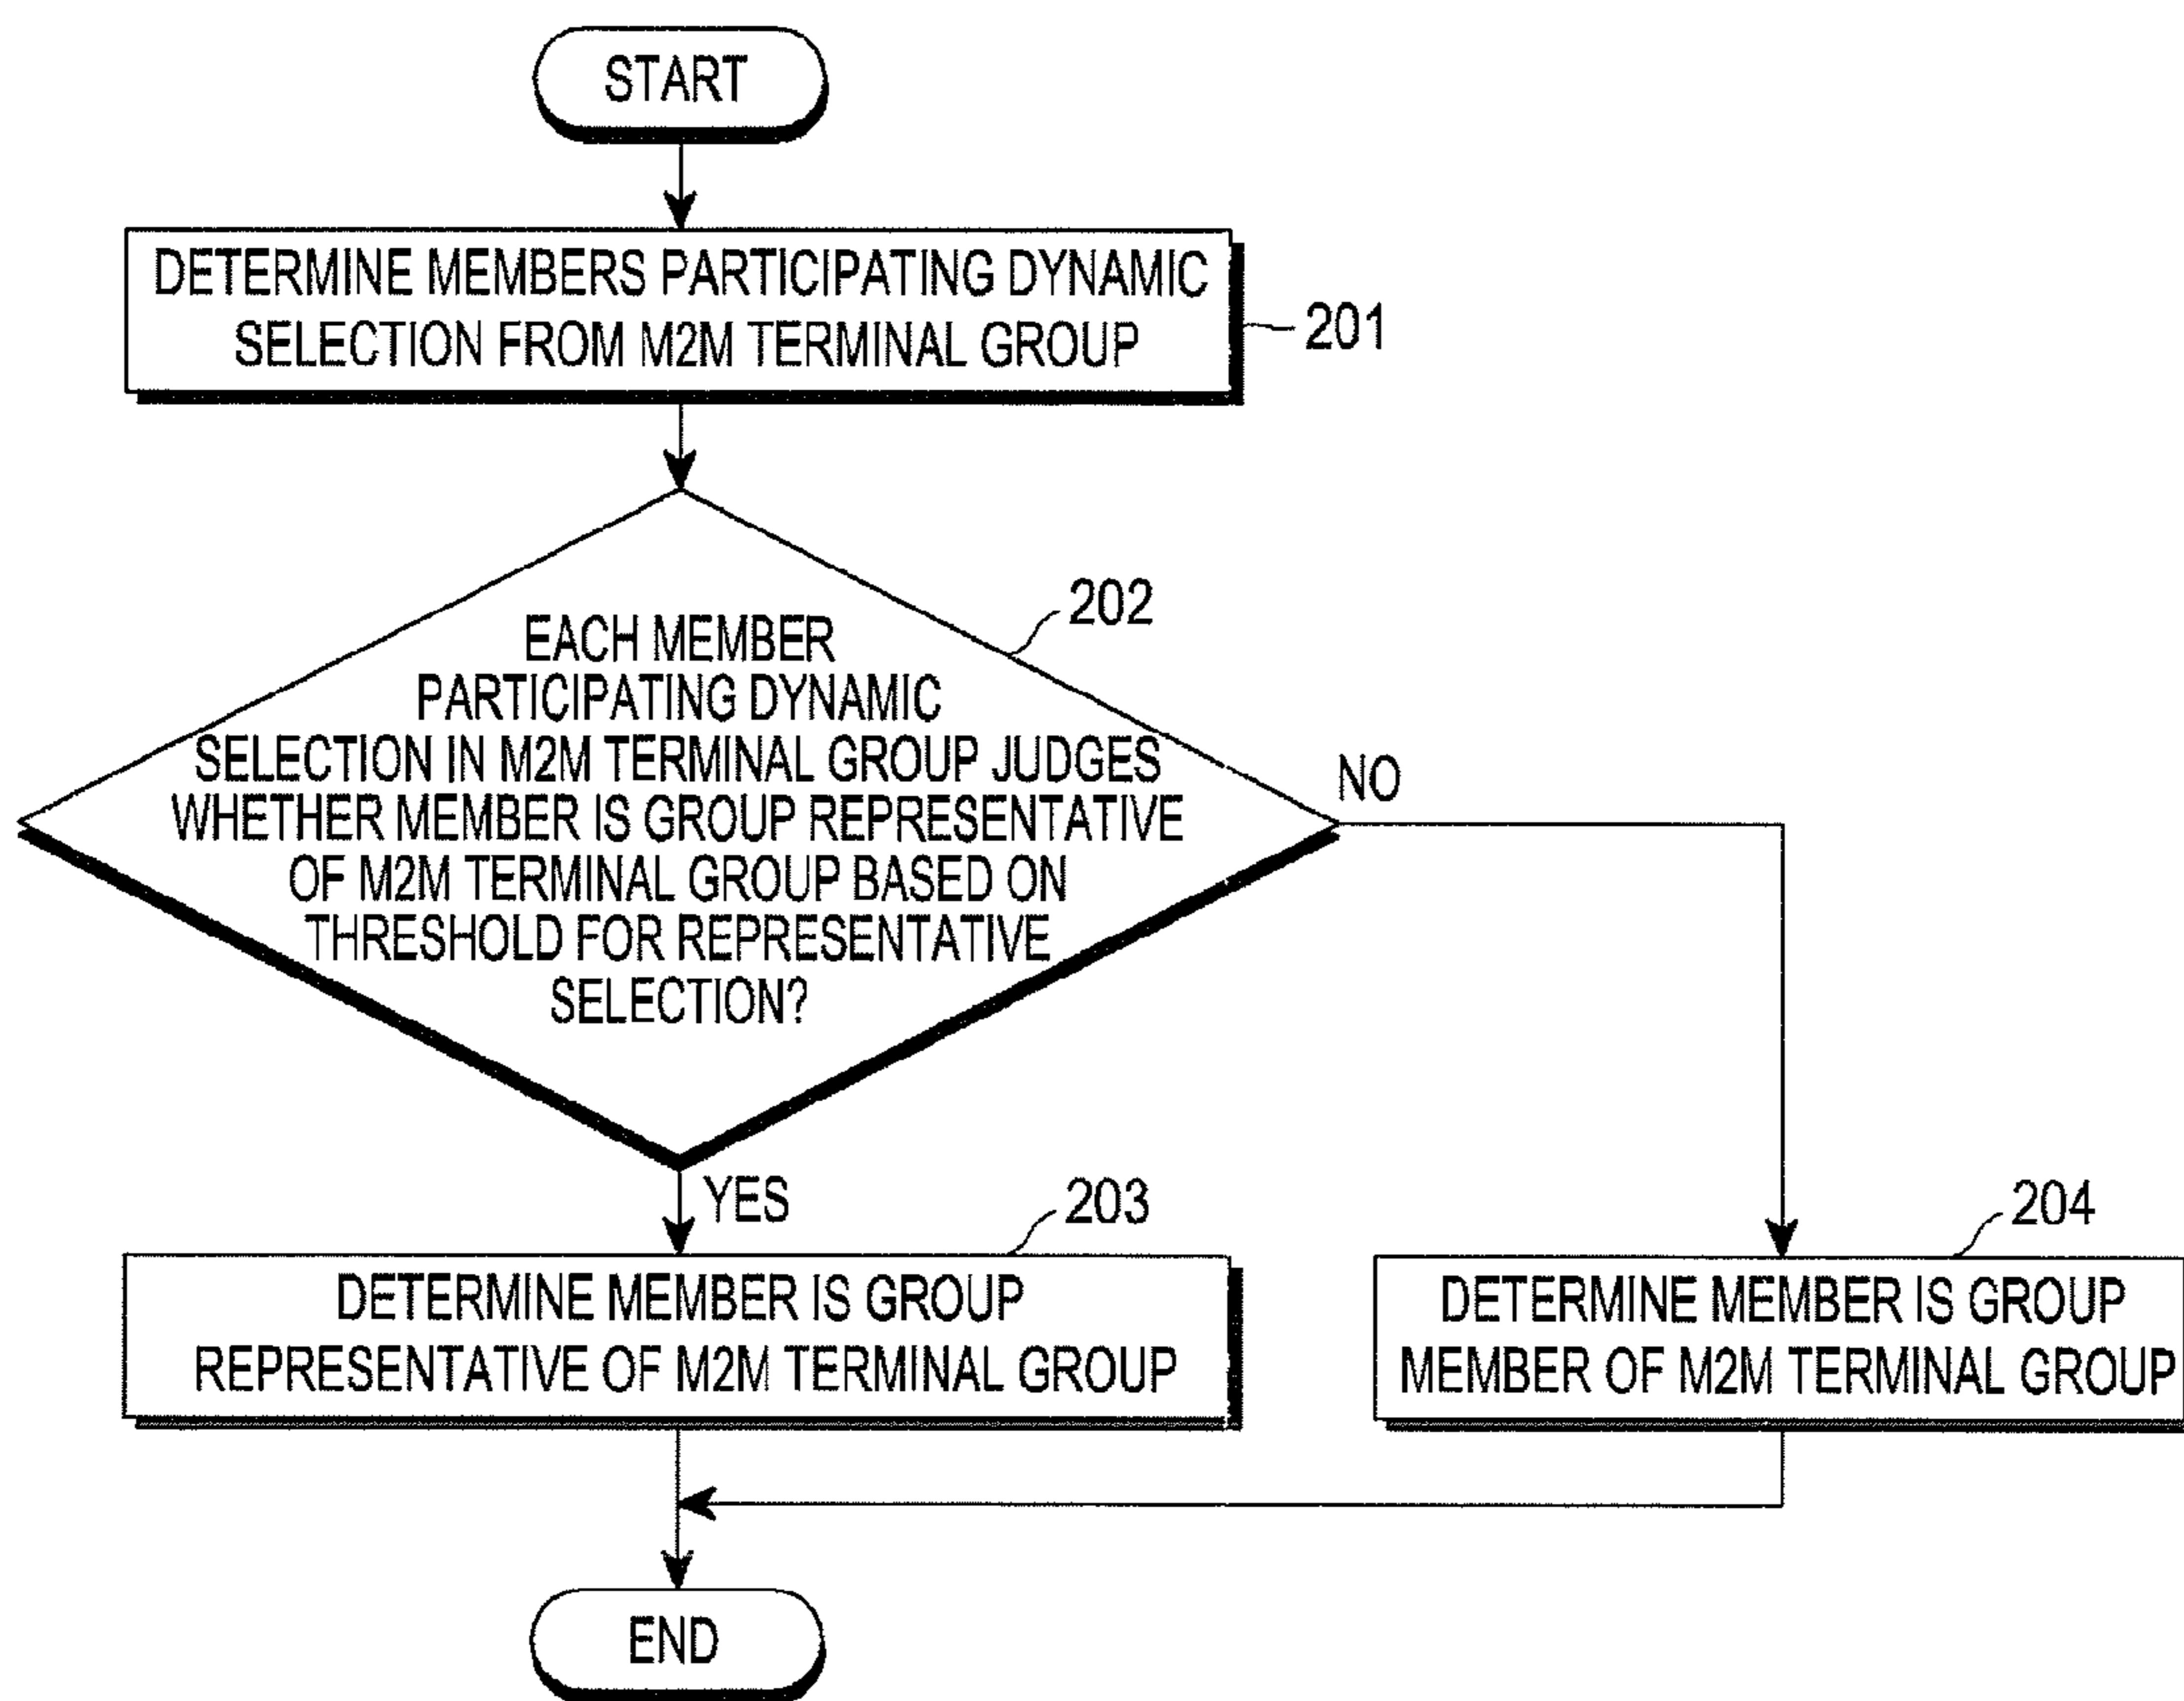 START
DETERMINE MEMBERS PARTICIPATING DYNAMIC
SELECTION FROM M2M TERMINAL GROUP
201
202
EACH MEMBER
PARTICIPATING DYNAMIC
SELECTION IN M2M TERMINAL GROUP JUDGES
WHETHER MEMBER IS GROUP REPRESENTATIVE
OF M2M TERMINAL GROUP BASED ON
THRESHOLD FOR REPRESENTATIVE
SELECTION?
NO
YES
203
DETERMINE MEMBER IS GROUP
REPRESENTATIVE OF M2M TERMINAL GROUP
204
DETERMINE MEMBER IS GROUP
MEMBER OF M2M TERMINAL GROUP
END